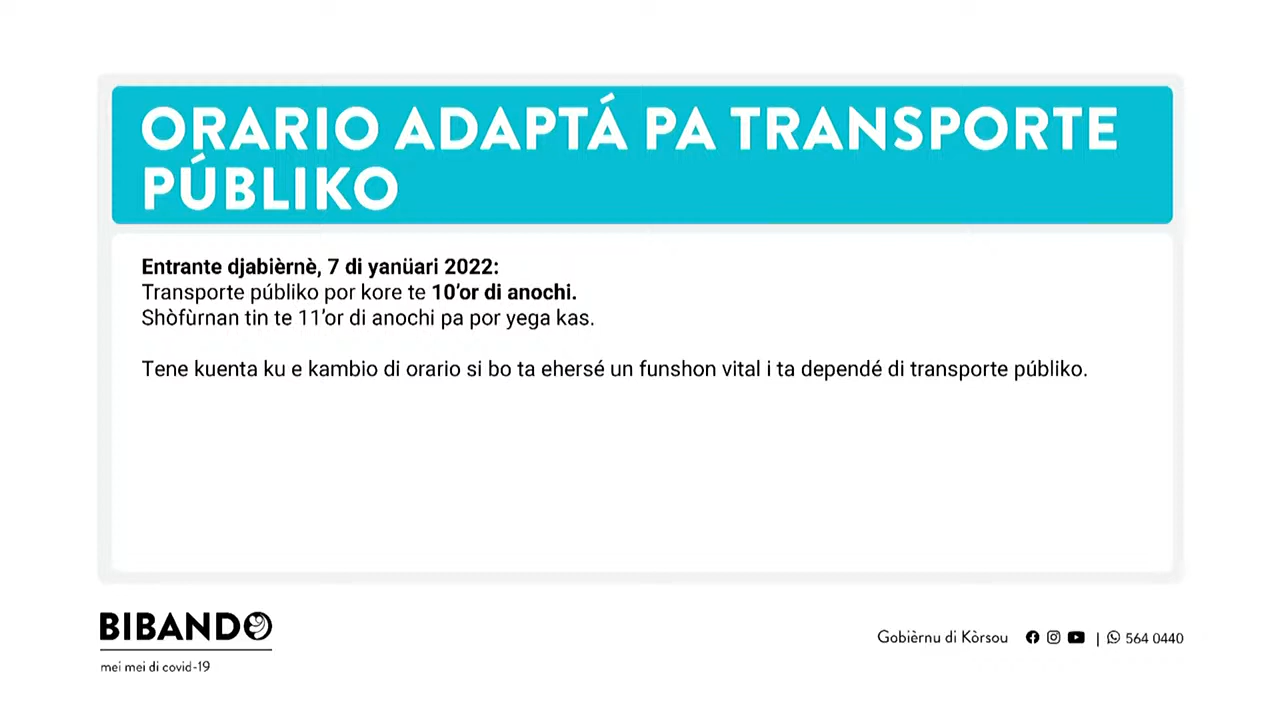 ORARIO ADAPTÁ PA TRANSPORTE
PÚBLIKO
Entrante djabièrnè, 7 di yanüari 2022:
Transporte públiko por kore te 10’or di anochi.
Shòfùrnan tin te 11’or di anochi pa por yega kas.
Tene kuenta ku e kambio di orario si bo ta ehersé un funshon vital i ta dependé di transporte públiko.
BIBANDO
mei mei di covid-19
Gobièrnu di Kòrsou | 564 0440